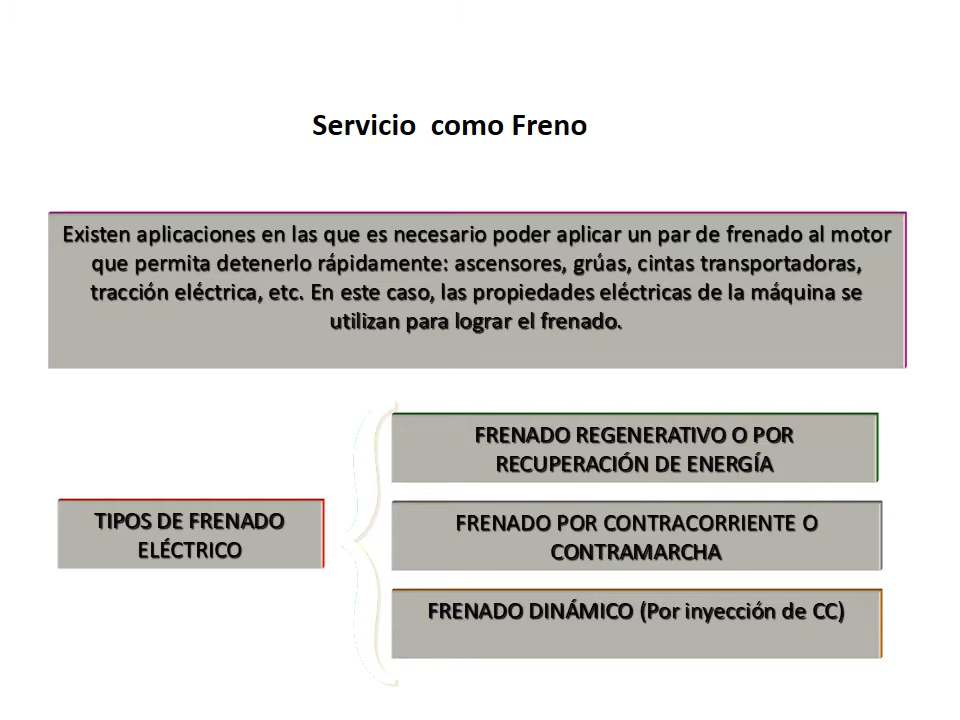 Servicio como Freno
Existen aplicaciones en las que es necesario poder aplicar un par de frenado al motor
que permita detenerlo rápidamente: ascensores, grúas, cintas transportadoras,
tracción eléctrica, etc. En este caso, las propiedades eléctricas de la máquina se
utilizan para lograr el frenado.
FRENADO REGENERATIVO O POR
RECUPERACIÓN DE ENERGÍA
TIPOS DE FRENADO
ELÉCTRICO
FRENADO POR CONTRACORRIENTE O
CONTRAMARCHA
FRENADO DINÁMICO (Por inyección de CC)